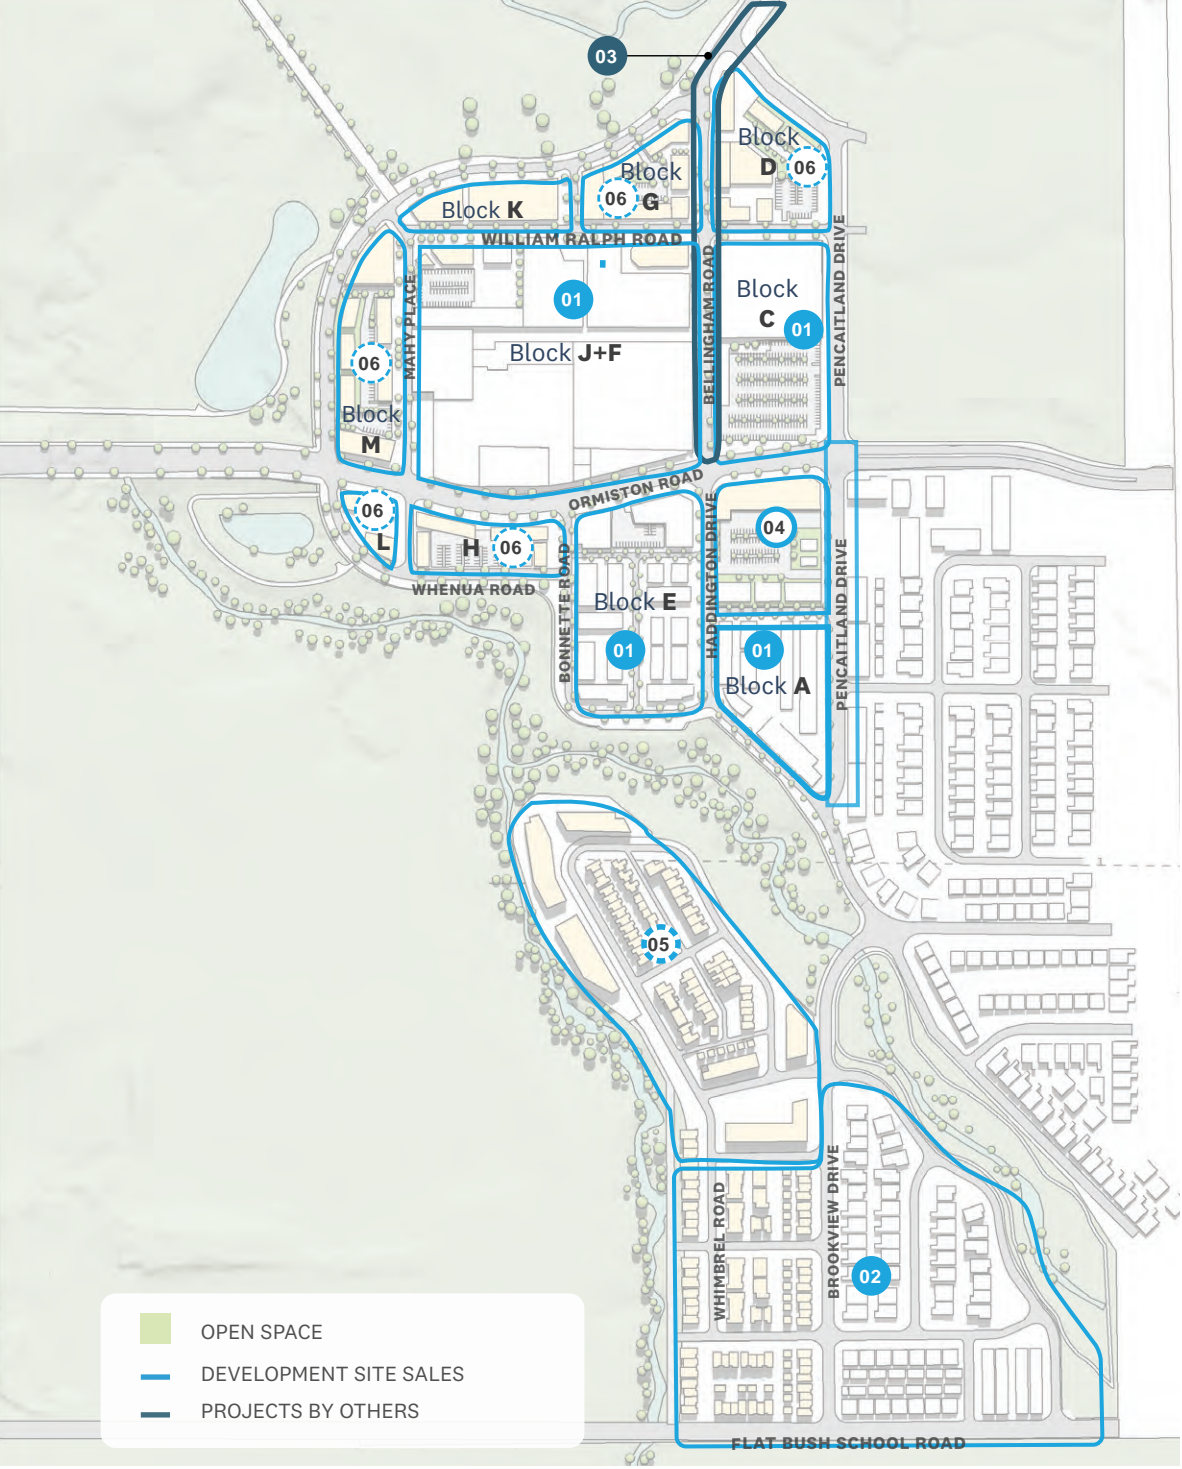 03
Block
D
06
Block
G
06
Block K
WILLIAM RALPH ROAD
PENCAITLAND DRIVE
BELLINGHAM ROAD
MAHY PLACE
01
Block
C
01
Block J+F
06
Block
M
ORMISTON ROAD
06
L
H
06
WHENUA ROAD
BONNETTE ROAD
HADDINGTON DRIVE
04
PENCAITLAND DRIVE
Block E
01
01
Block A
05
WHIMBREL ROAD
BROOKVIEW DRIVE
02
OPEN SPACE
DEVELOPMENT SITE SALES
PROJECTS BY OTHERS
FLAT BUSH SCHOOL ROAD